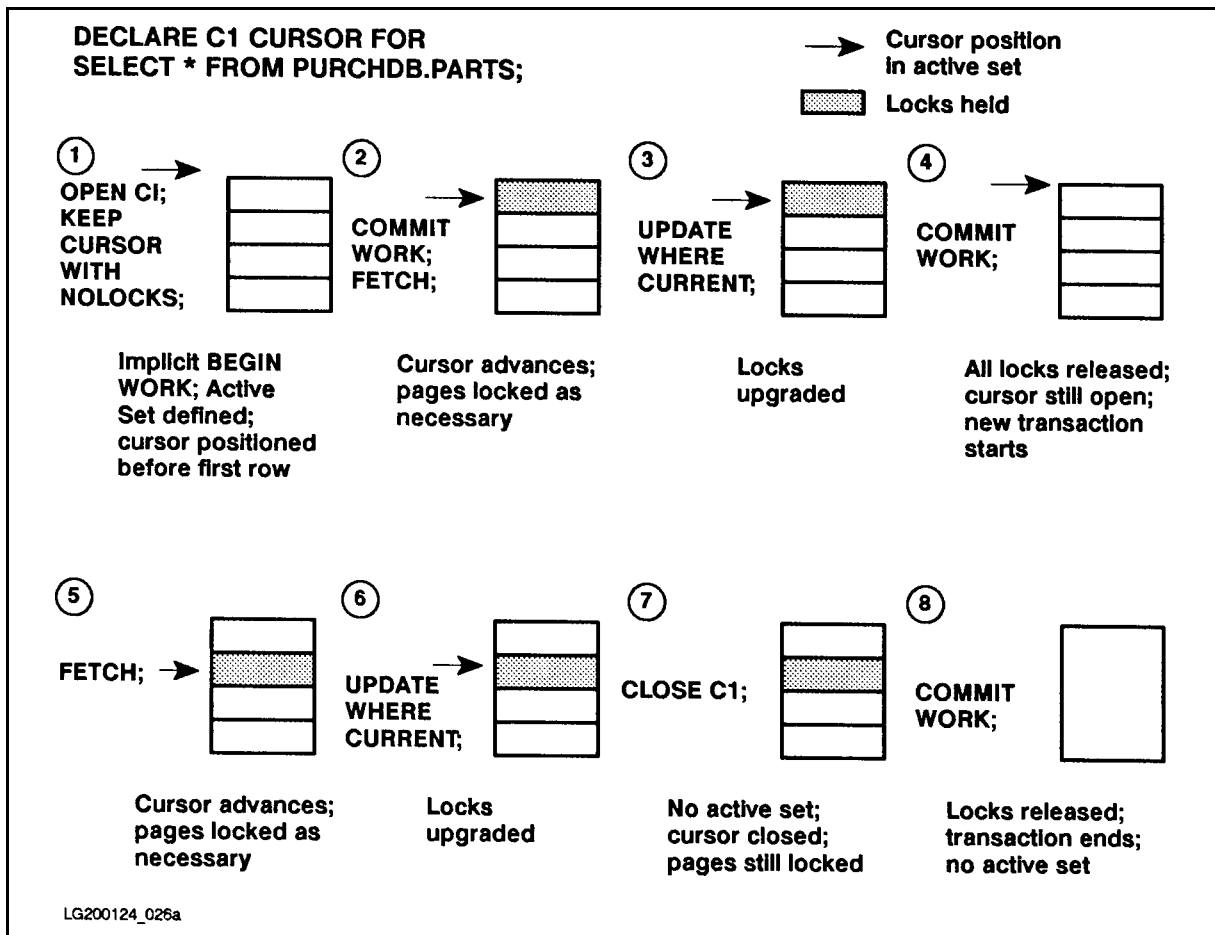 DECLARE C1 CURSOR FOR
SELECT * FROM PURCHDB.PARTS;
Cursor position
in active set
Locks held
1
OPEN CI;
KEEP
CURSOR
WITH
NOLOCKS;
Implicit BEGIN
WORK; Active
Set defined;
cursor positioned
before first row
2
COMMIT
WORK;
FETCH;
Cursor advances;
pages locked as
necessary
3
UPDATE
WHERE
CURRENT;
Locks
upgraded
4
COMMIT
WORK;
All locks released;
cursor still open;
new transaction
starts
5
FETCH;
Cursor advances;
pages locked as
necessary
6
UPDATE
WHERE
CURRENT;
Locks
upgraded
7
CLOSE C1;
No active set;
cursor closed;
pages still locked
8
COMMIT
WORK;
Locks released;
transaction ends;
no active set
LG200124_026a